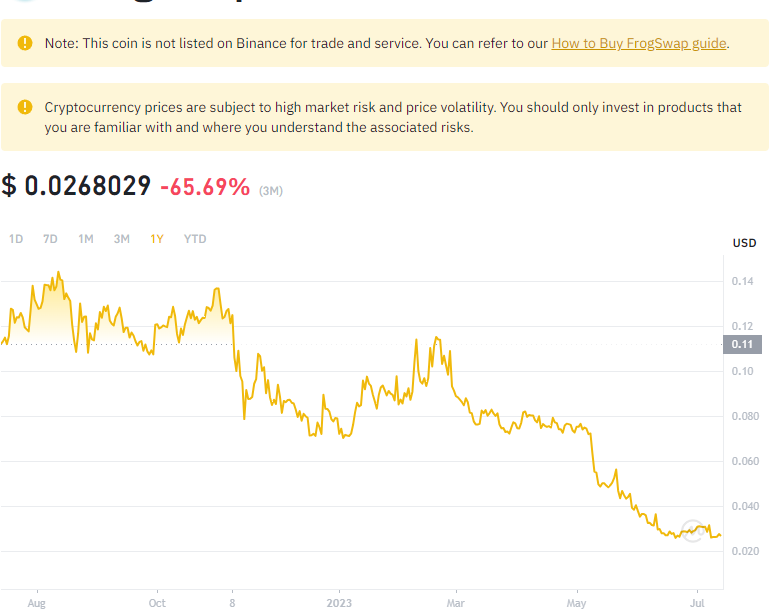 Note: This coin is not listed on Binance for trade and service. You can refer to our How to Buy FrogSwap guide.
Cryptocurrency prices are subject to high market risk and price volatility. You should only invest in products that
you are familiar with and where you understand the associated risks.
$ 0.0268029 -65.69% (3M)
1D 7D 1M 3M 1Y YTD
USD
0.14
0.12
0.11
0.10
0.080
0.060
0.040
0.020
Aug Oct 8 2023 Mar May Jul